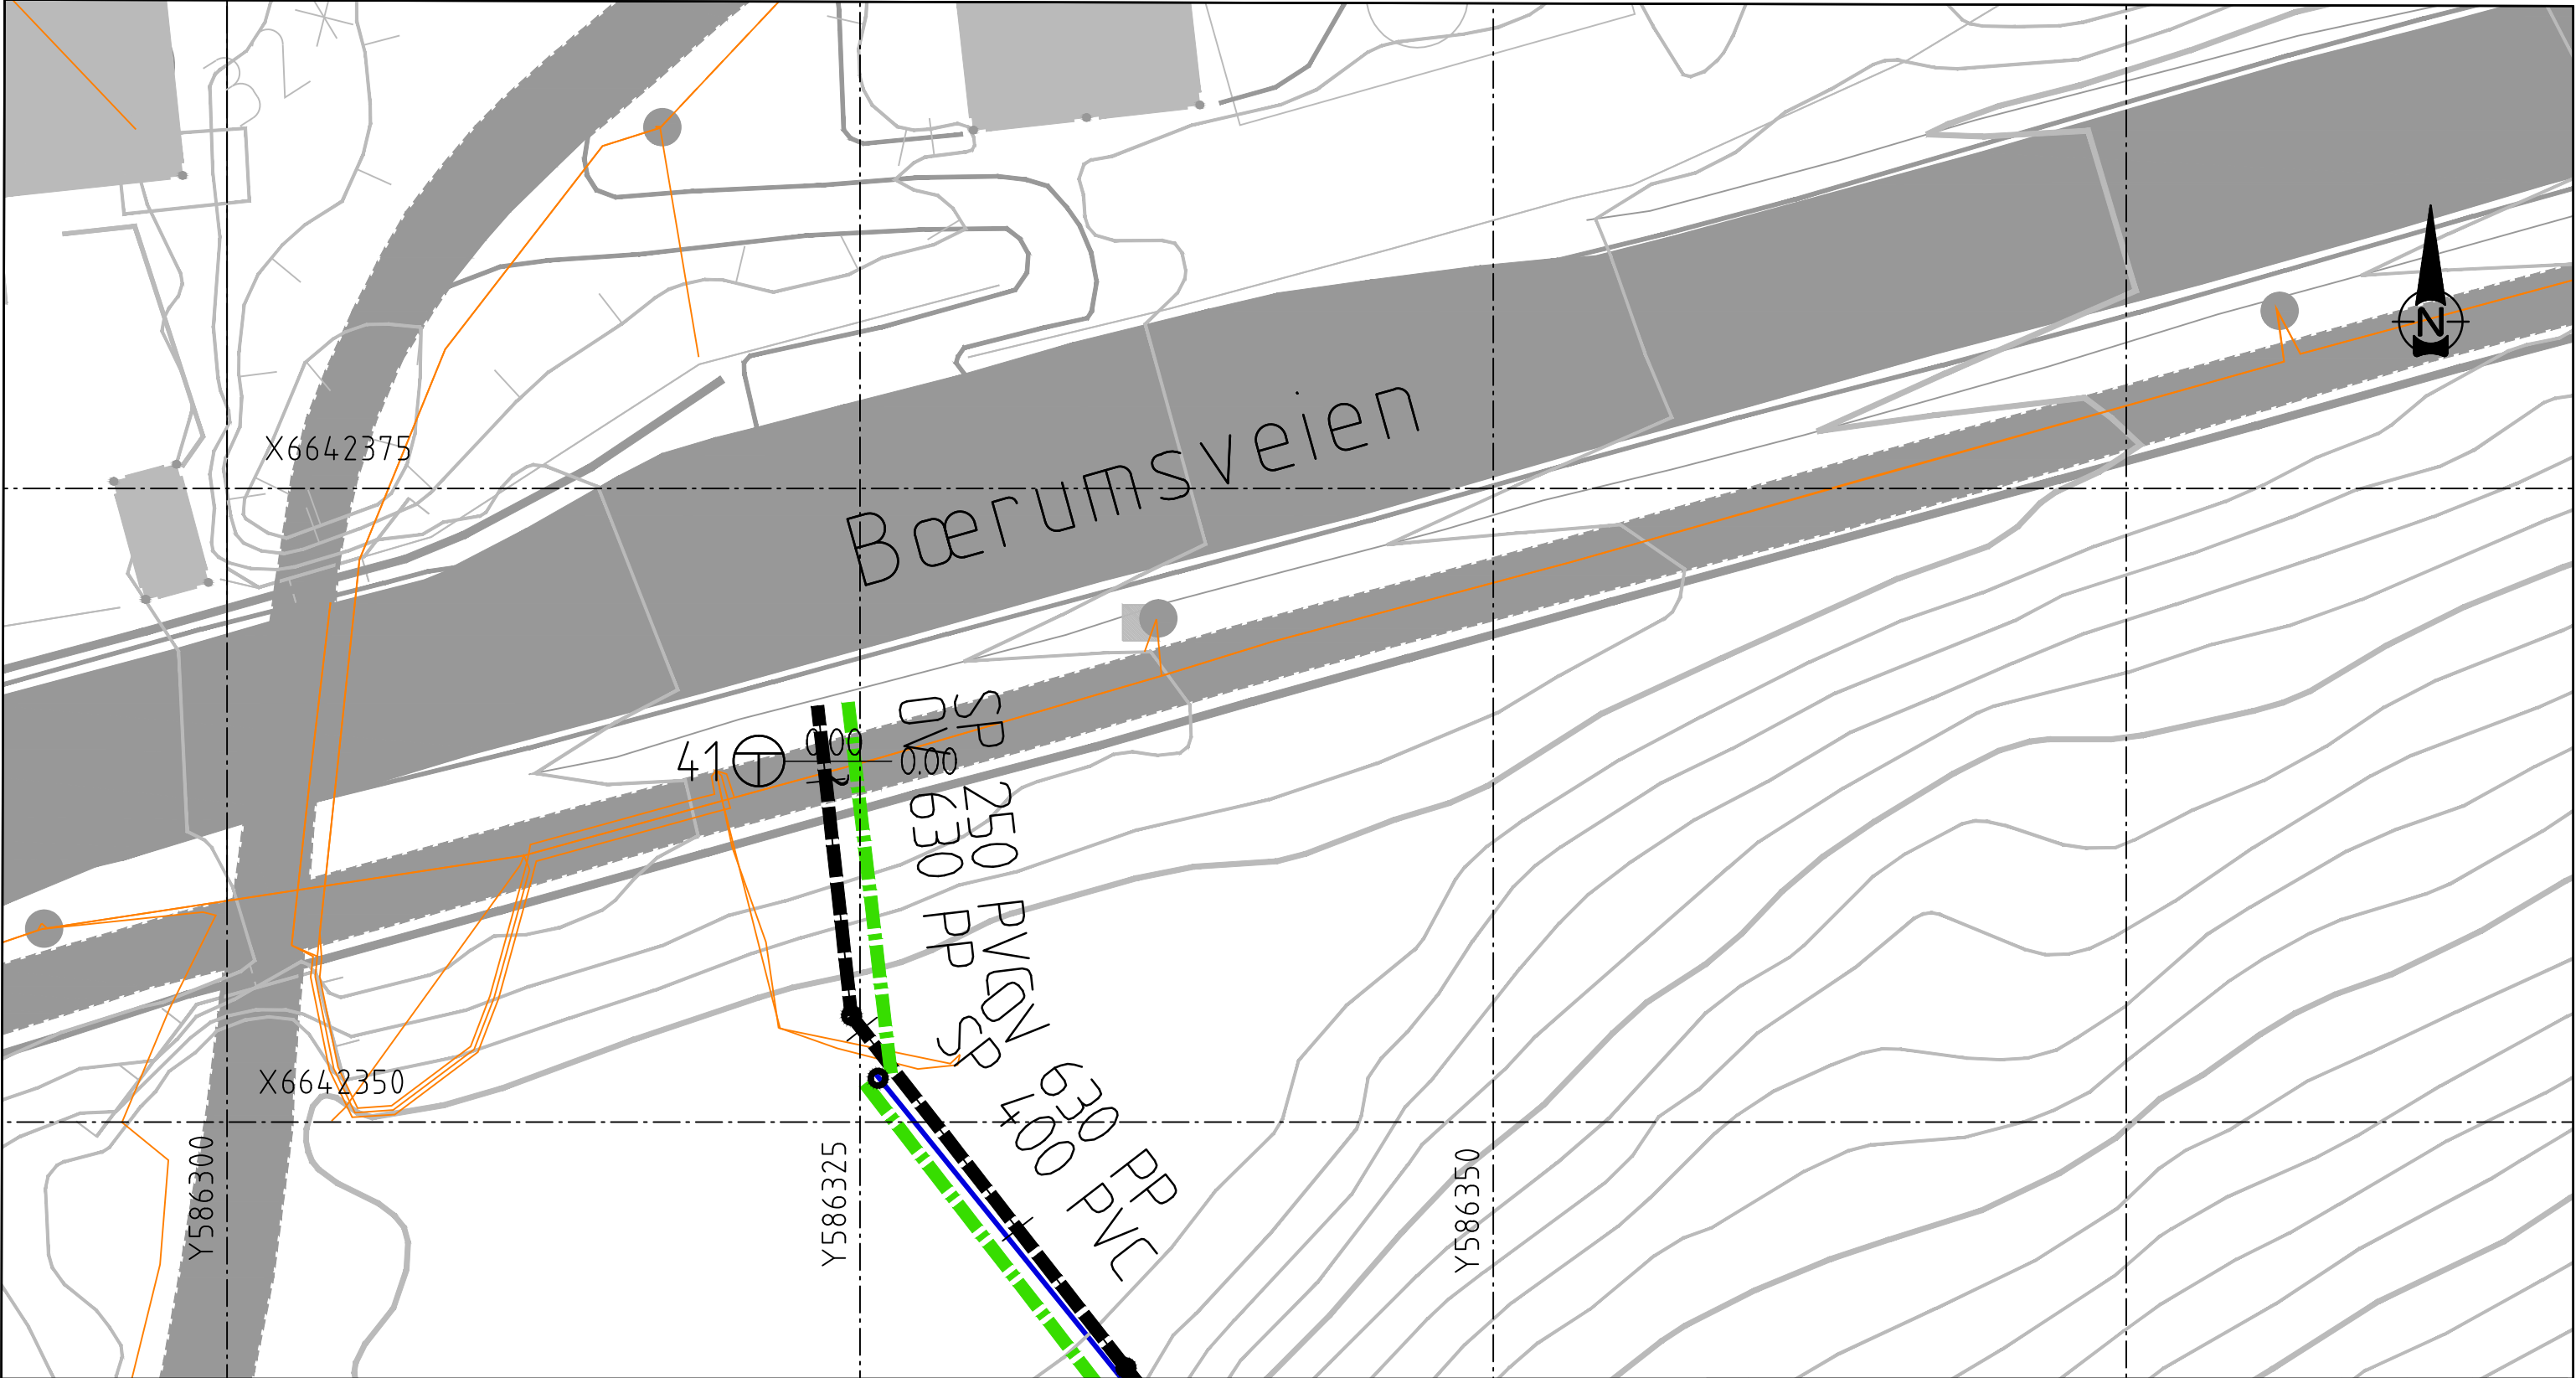 X6642375
Bærumsveien
N
41
0.00
0.00
SP 250 PVC
OV 630 PP
OV 630 PP
SP 400 PVC
X6642350
Y586300
Y586325
Y586350